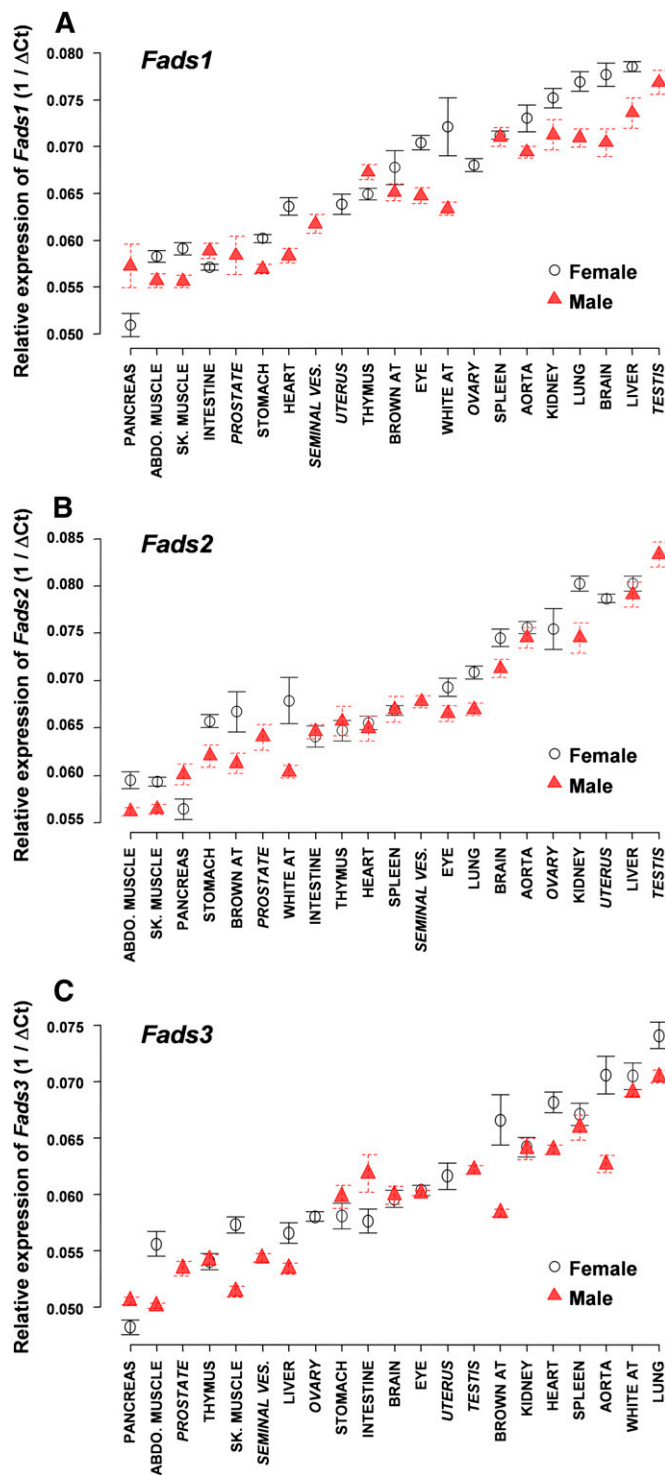 A
Fads1
Relative expression of Fads1 (1 / ΔCt)
0.080
0.075
0.070
0.065
0.060
0.055
0.050
Female
Male
PANCREAS
ABDO. MUSCLE
SK. MUSCLE
INTESTINE
PROSTATE
STOMACH
HEART
SEMINAL VES.
UTERUS
THYMUS
BROWN AT
EYE
WHITE AT
OVARY
SPLEEN
AORTA
KIDNEY
LUNG
BRAIN
LIVER
TESTIS
B
Fads2
Relative expression of Fads2 (1 / ΔCt)
0.085
0.080
0.075
0.070
0.065
0.060
0.055
Female
Male
ABDO. MUSCLE
SK. MUSCLE
PANCREAS
STOMACH
BROWN AT
PROSTATE
WHITE AT
INTESTINE
THYMUS
HEART
SPLEEN
SEMINAL VES.
EYE
LUNG
BRAIN
AORTA
OVARY
KIDNEY
UTERUS
LIVER
TESTIS
C
Fads3
Relative expression of Fads3 (1 / ΔCt)
0.075
0.070
0.065
0.060
0.055
0.050
Female
Male
PANCREAS
ABDO. MUSCLE
PROSTATE
THYMUS
SK. MUSCLE
SEMINAL VES.
LIVER
OVARY
STOMACH
INTESTINE
BRAIN
EYE
UTERUS
TESTIS
BROWN AT
KIDNEY
HEART
SPLEEN
AORTA
WHITE AT
LUNG